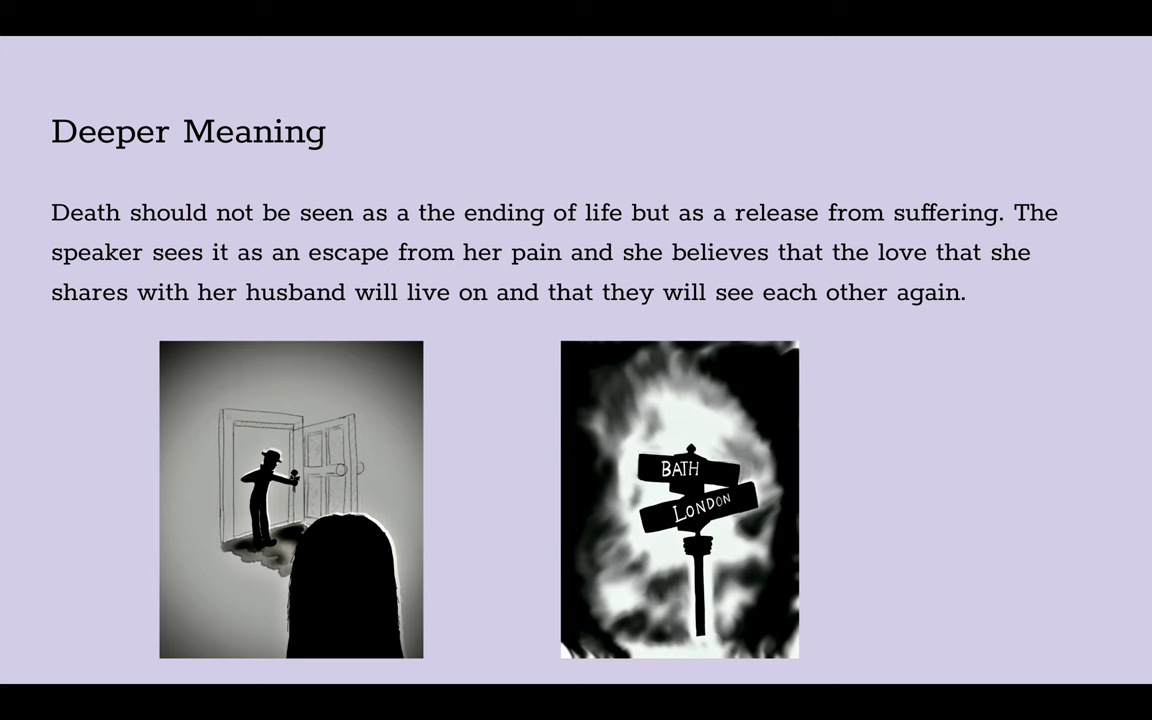 Deeper Meaning
Death should not be seen as a the ending of life but as a release from suffering. The
speaker sees it as an escape from her pain and she believes that the love that she
shares with her husband will live on and that they will see each other again.
BATH
LONDON